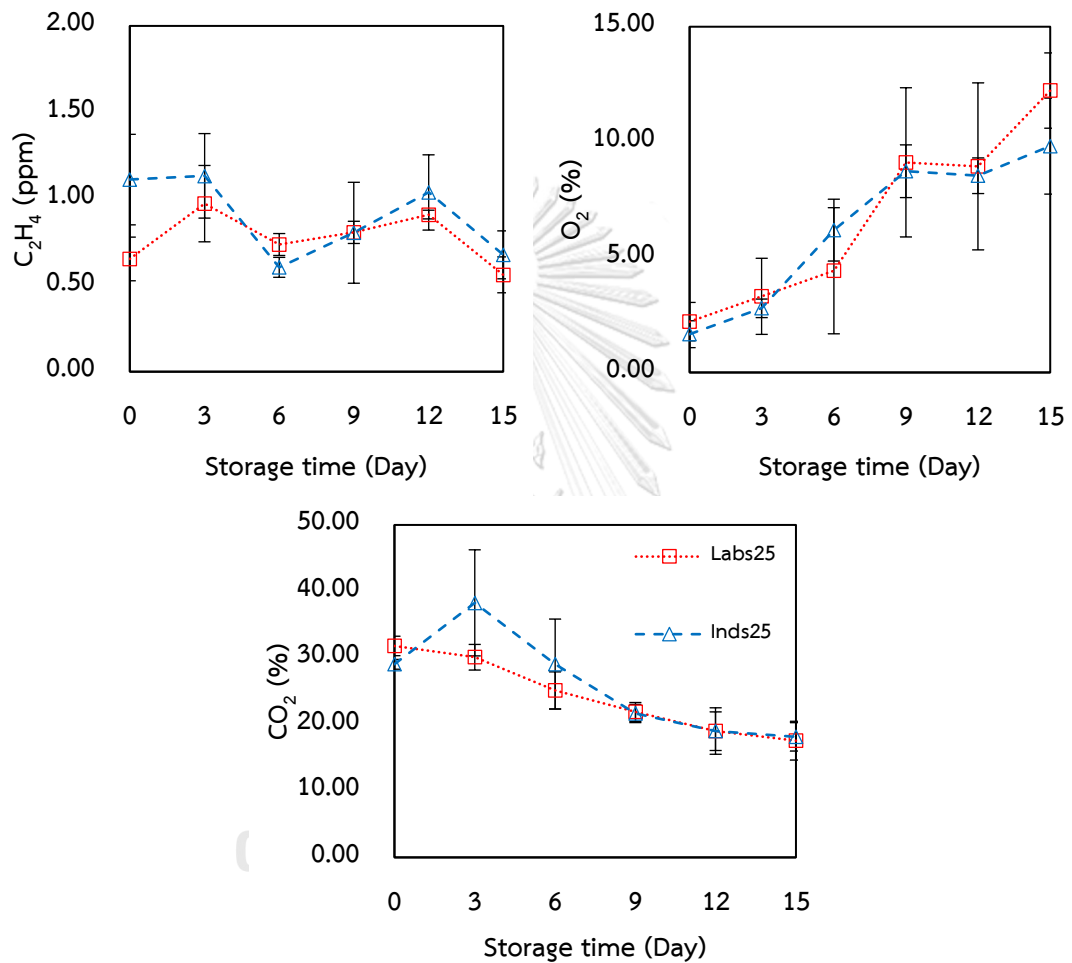 2.00
1.50
1.00
0.50
0.00
C₂H₄ (ppm)
0 3 6 9 12 15
Storage time (Day)
15.00
10.00
5.00
0.00
O₂ (%)
0 3 6 9 12 15
Storage time (Day)
50.00
40.00
30.00
20.00
10.00
0.00
CO₂ (%)
Labs25
Inds25
0 3 6 9 12 15
Storage time (Day)